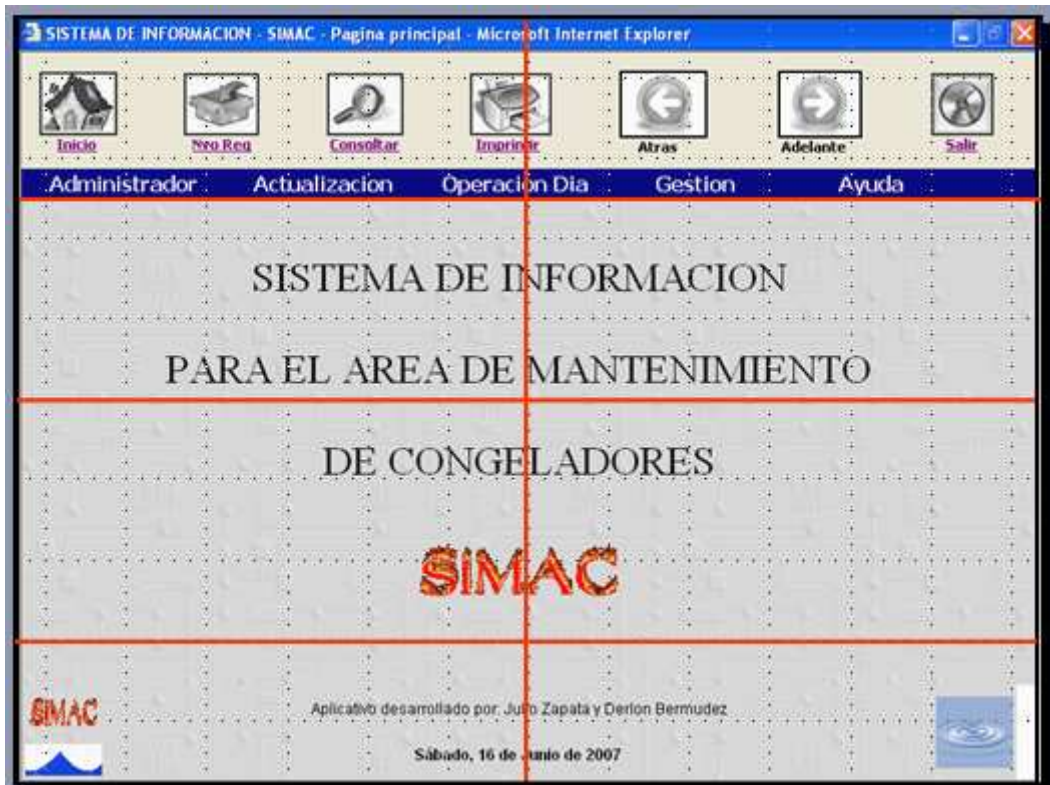 SISTEMA DE INFORMACION - SIMAC - Pagina principal - Microsoft Internet Explorer
Inicio Nvo Req Consoltar Imprimir Atras Adelante Salir
Administrador Actualizacion Operacion Dia Gestion Ayuda
SISTEMA DE INFORMACION
PARA EL AREA DE MANTENIMIENTO
DE CONGELADORES
SIMAC
SIMAC
Aplicativo desarrollado por: Julio Zapata y Derlon Bermudez
Sábado, 16 de Junio de 2007